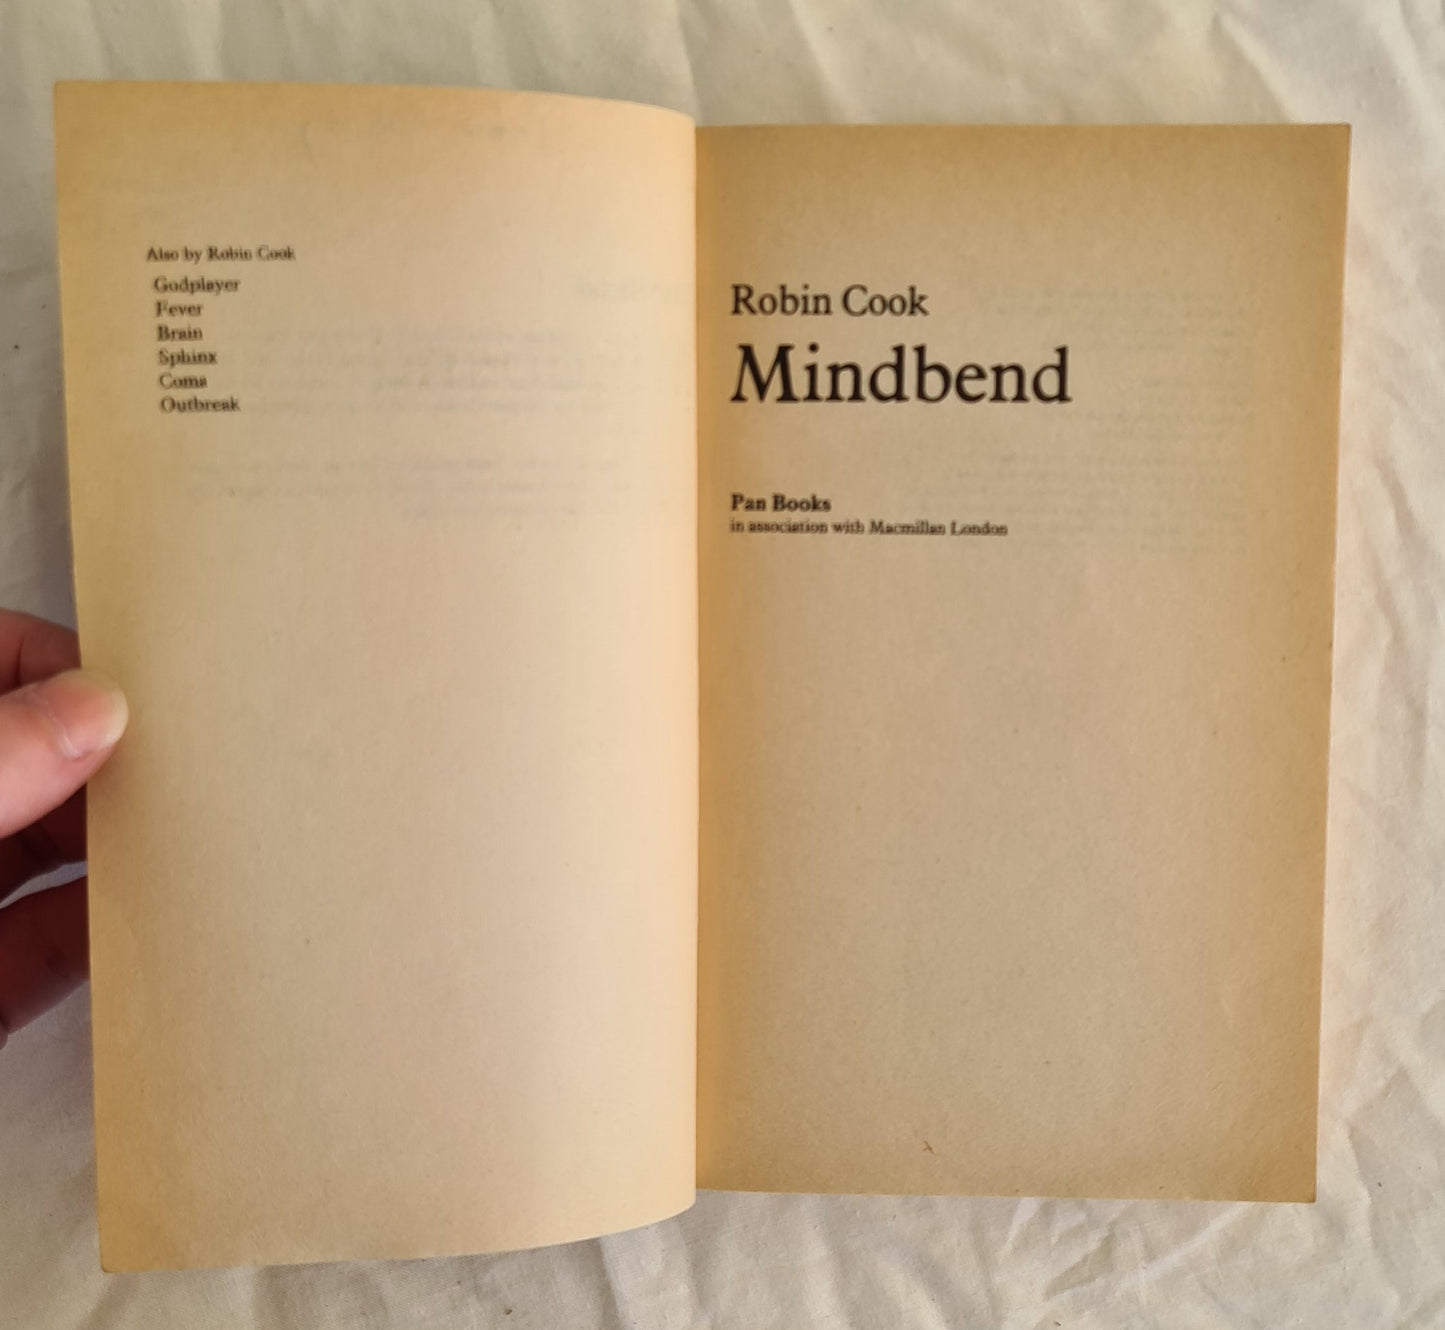 Also by Robin Cook
Godplayer
Fever
Brain
Sphinx
Coma
Outbreak
Robin Cook
Mindbend
Pan Books
in association with Macmillan London